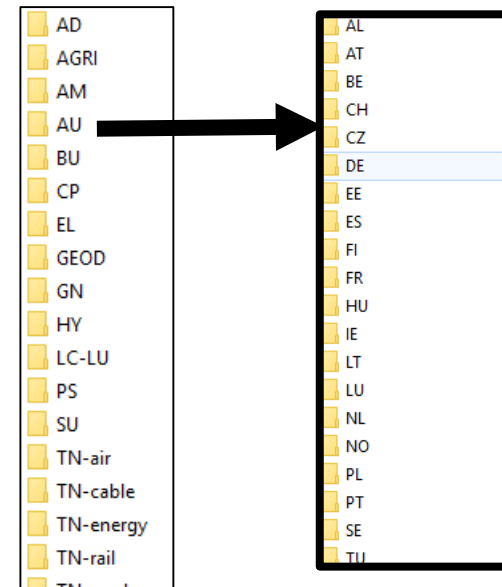 AD
AGRI
AM
AU
BU
CP
EL
GEOD
GN
HY
LC-LU
PS
SU
TN-air
TN-cable
TN-energy
TN-rail
AL
AT
BE
CH
CZ
DE
EE
ES
FI
FR
HU
IE
LT
LU
NL
NO
PL
PT
SE
TU